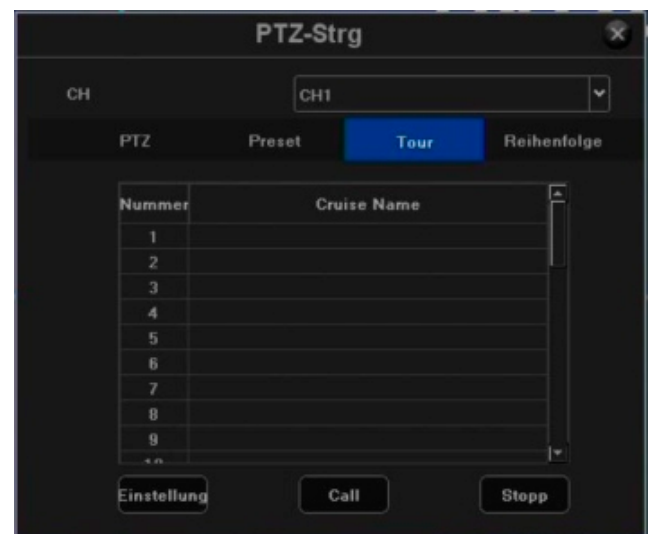 PTZ-Strg
CH CH1
PTZ Preset Tour Reihenfolge
Nummer Cruise Name
1
2
3
4
5
6
7
8
9
Einstellung Call Stopp